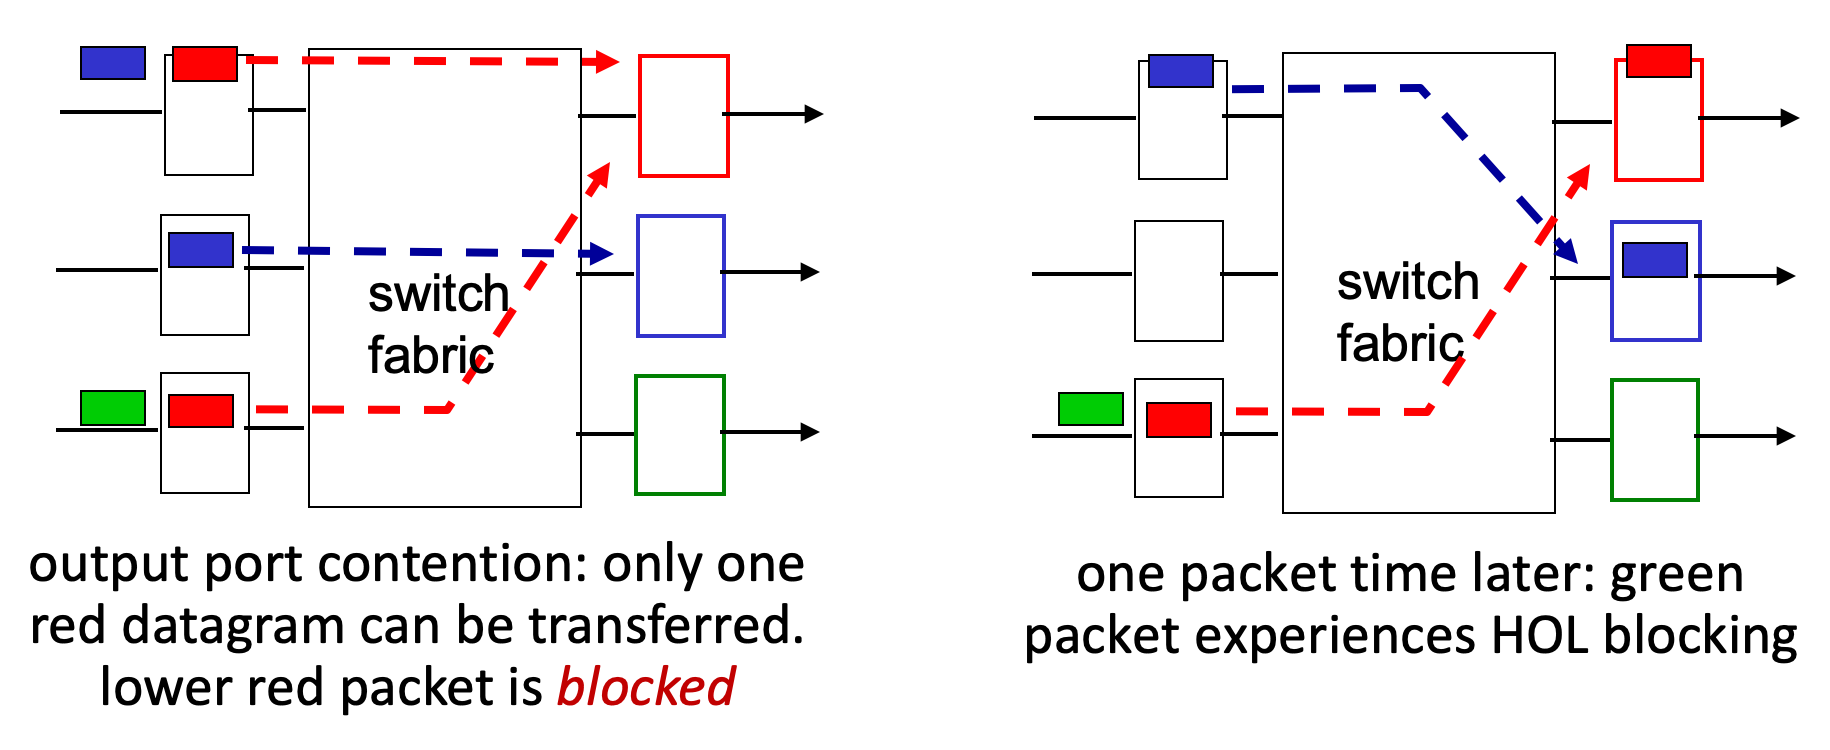 switch
fabric
output port contention: only one
red datagram can be transferred.
lower red packet is blocked
switch
fabric
one packet time later: green
packet experiences HOL blocking